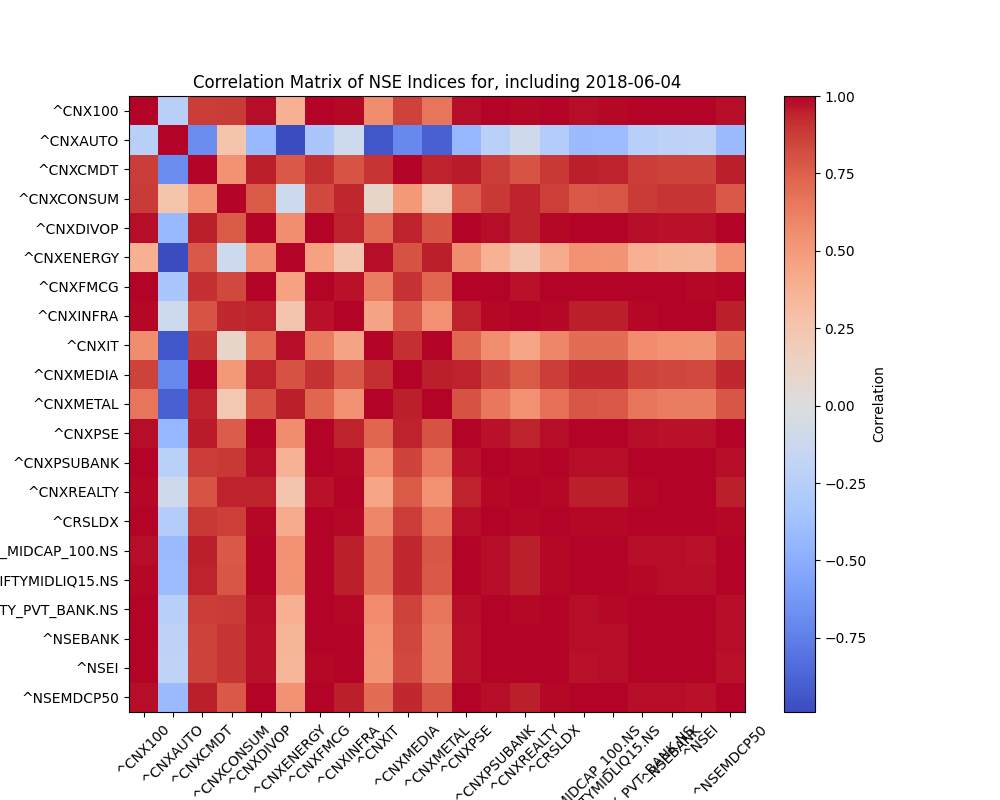 Correlation Matrix of NSE Indices for, including 2018-06-04
^CNX100
^CNXAUTO
^CNXCMDT
^CNXCONSUM
^CNXDIVOP
^CNXENERGY
^CNXFMCG
^CNXINFRA
^CNXIT
^CNXMEDIA
^CNXMETAL
^CNXPSE
^CNXPSUBANK
^CNXREALTY
^CRSLDX
_MIDCAP_100.NS
IFTYMIDLIQ15.NS
TY_PVT_BANK.NS
^NSEBANK
^NSEI
^NSEMDCP50
^CNX100
^CNXAUTO
^CNXCMDT
^CNXCONSUM
^CNXDIVOP
^CNXENERGY
^CNXFMCG
^CNXINFRA
^CNXIT
^CNXMEDIA
^CNXMETAL
^CNXPSE
^CNXPSUBANK
^CNXREALTY
^CRSLDX
MIDCAP_100.NS
TYMIDLIQ15.NS
PVT_BANK.NS
^NSEBANK
^NSEI
^NSEMDCP50
1.00
0.75
0.50
0.25
0.00
−0.25
−0.50
−0.75
Correlation